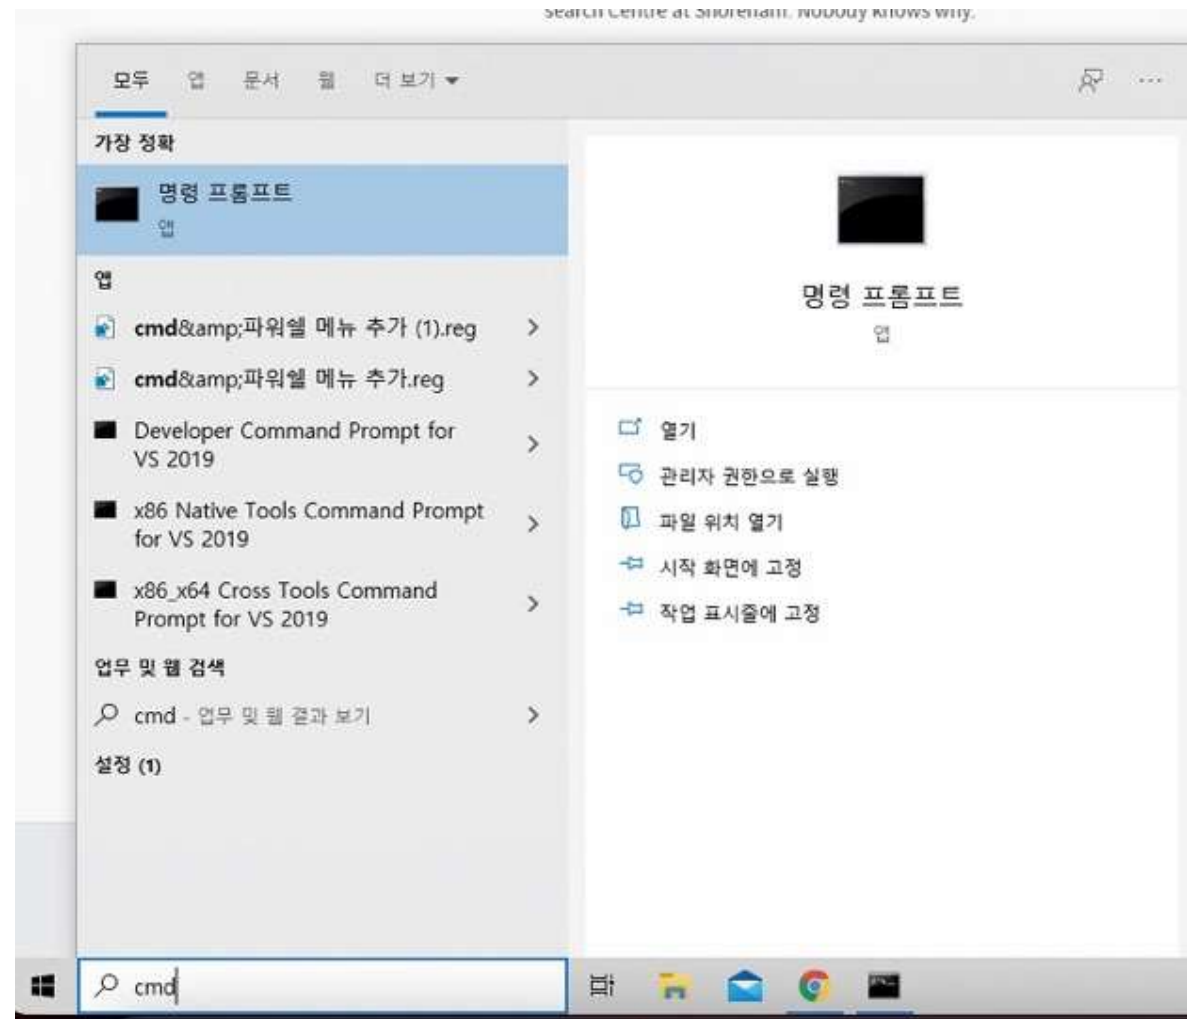 search Centre at Shoreham. Nobody knows why.
모두 앱 문서 웹 더 보기
가장 정확
명령 프롬프트
앱
앱
cmd&amp;파워쉘 메뉴 추가 (1).reg
cmd&amp;파워쉘 메뉴 추가.reg
Developer Command Prompt for
VS 2019
x86 Native Tools Command Prompt
for VS 2019
x86_x64 Cross Tools Command
Prompt for VS 2019
업무 및 웹 검색
cmd - 업무 및 웹 결과 보기
설정 (1)
명령 프롬프트
앱
열기
관리자 권한으로 실행
파일 위치 열기
시작 화면에 고정
작업 표시줄에 고정
cmd